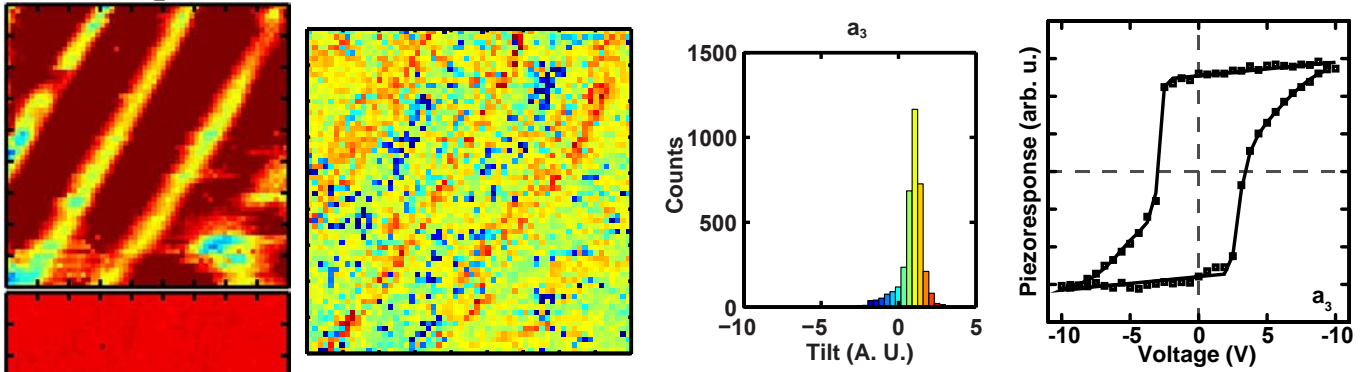 a3
1500
1000
500
0
Counts
−10
−5
0
5
Tilt (A. U.)
Piezoresponse (arb. u.)
a3
-10
-5
0
5
-10
Voltage (V)